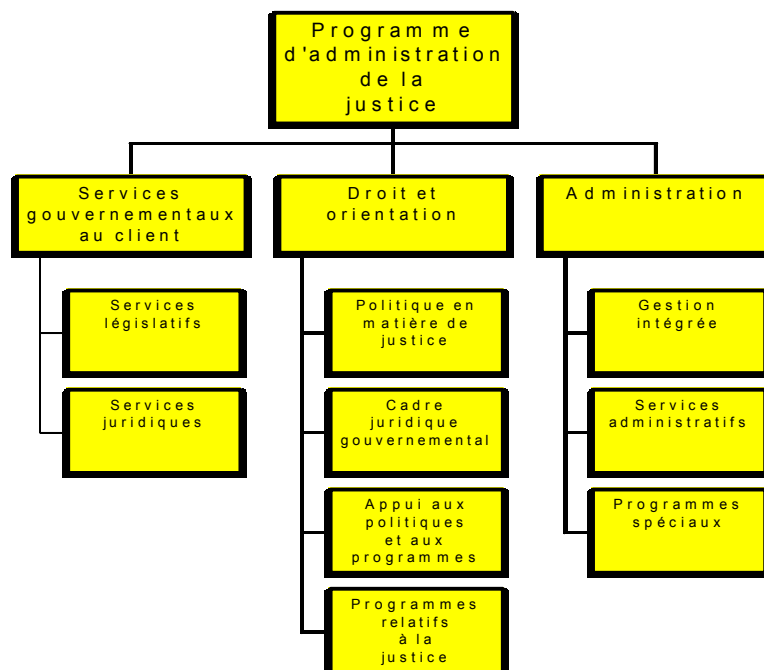 Programme
d'administration
de la
justice
Services
gouvernementaux
au client
Droit et
orientation
Administration
Services
législatifs
Services
juridiques
Politique en
matière de
justice
Cadre
juridique
gouvernemental
Appui aux
politiques
et aux
programmes
Programmes
relatifs
à la
justice
Gestion
intégrée
Services
administratifs
Programmes
spéciaux